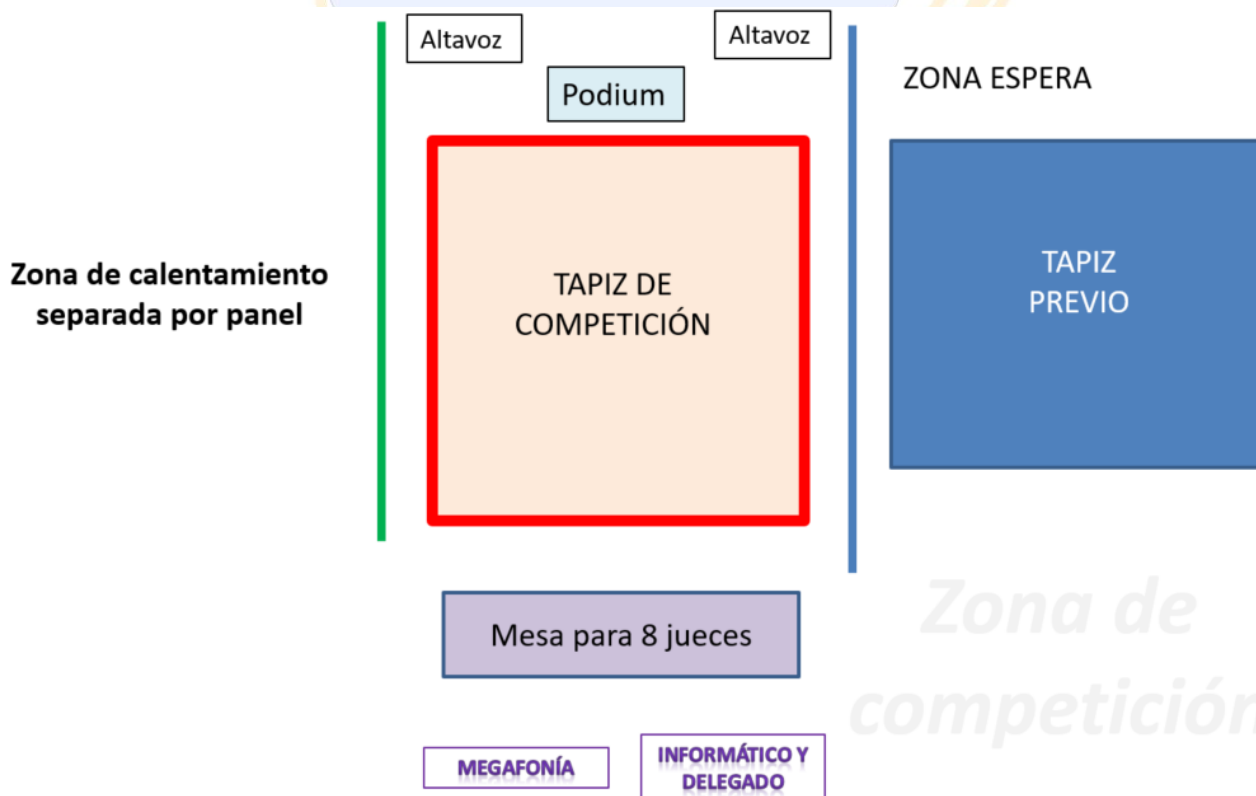 Altavoz
Altavoz
Podium
ZONA ESPERA
Zona de calentamiento
separada por panel
TAPIZ DE
COMPETICIÓN
TAPIZ
PREVIO
Mesa para 8 jueces
Zona de
competición
MEGAFONÍA
INFORMÁTICO Y
DELEGADO